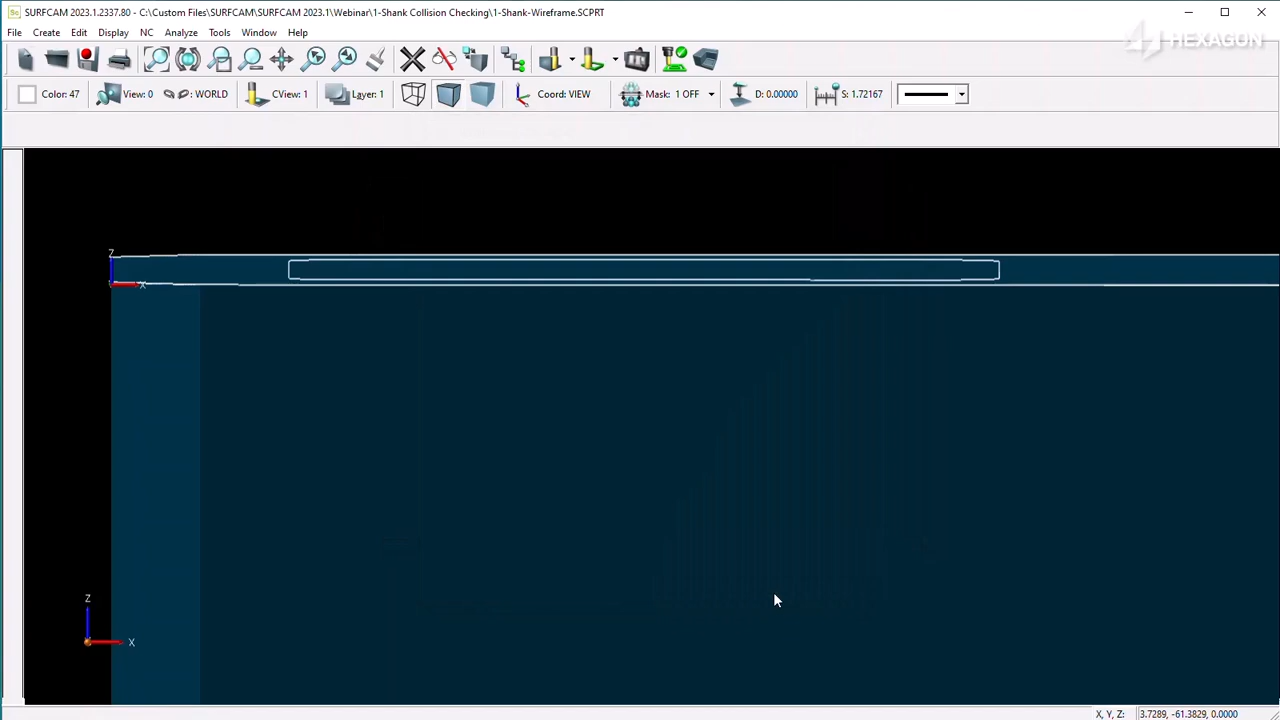 SURFCAM 2023.1.2337.80 - C:\Custom Files\SURFCAM\SURFCAM 2023.1\Webinar\1-Shank Collision Checking\1-Shank-Wireframe.SCPRT
File Create Edit Display NC Analyze Tools Window Help
HEXAGON
Color: 47 View: 0 :WORLD CView: 1 Layer: 1 Coord: VIEW Mask: 1 OFF D: 0.00000 S: 1.72167
Z
X
Z
X
X, Y, Z: 3.7289, -61.3829, 0.0000